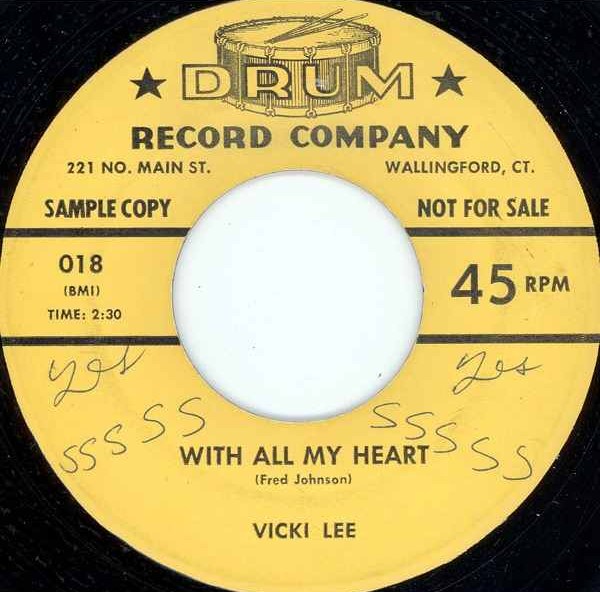 DRUM
RECORD COMPANY
221 NO. MAIN ST. WALLINGFORD, CT.
SAMPLE COPY NOT FOR SALE
018 45 RPM
(BMI)
TIME: 2:30
yes yes
SSSSS SSSSS
WITH ALL MY HEART
(Fred Johnson)
VICKI LEE